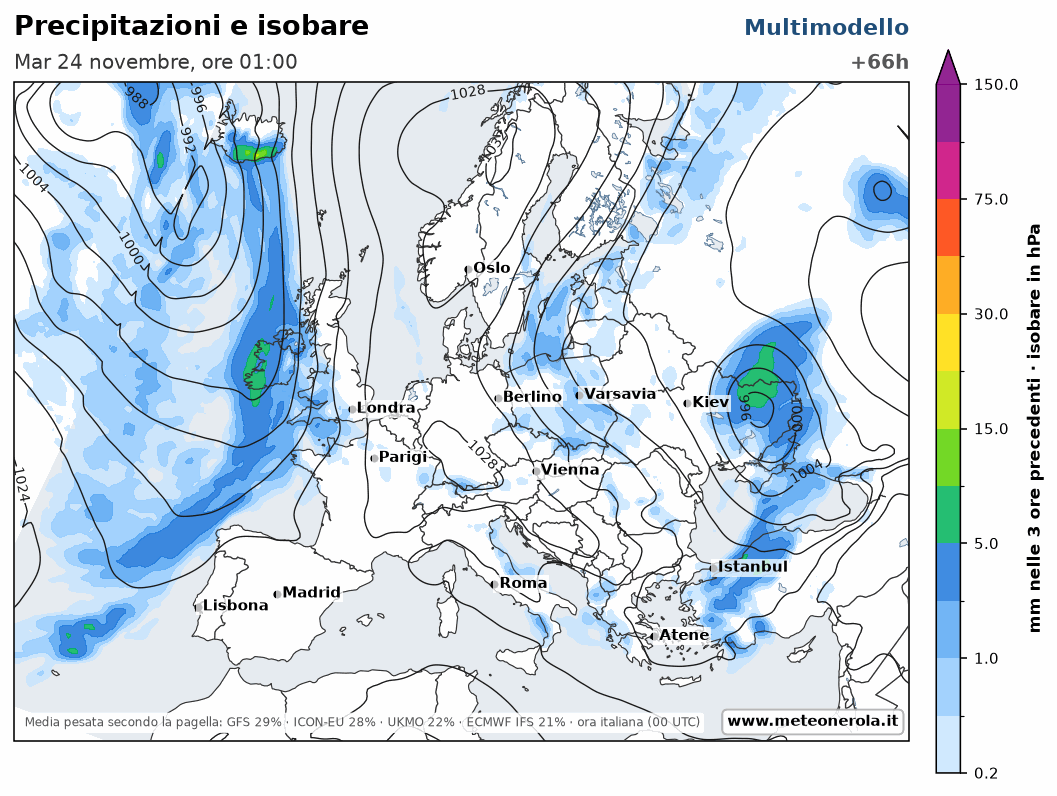 Precipitazioni e isobare
Multimodello
Mar 24 novembre, ore 01:00
+66h
988
996
992
1028
1032
1004
1000
1024
Oslo
Londra
Berlino
Varsavia
Kiev
996
1000
Parigi
1028
Vienna
1004
Istanbul
Roma
Madrid
Lisbona
Atene
Media pesata secondo la pagella: GFS 29% · ICON-EU 28% · UKMO 22% · ECMWF IFS 21% · ora italiana (00 UTC)
www.meteonerola.it
150.0
75.0
30.0
15.0
5.0
1.0
0.2
mm nelle 3 ore precedenti · isobare in hPa